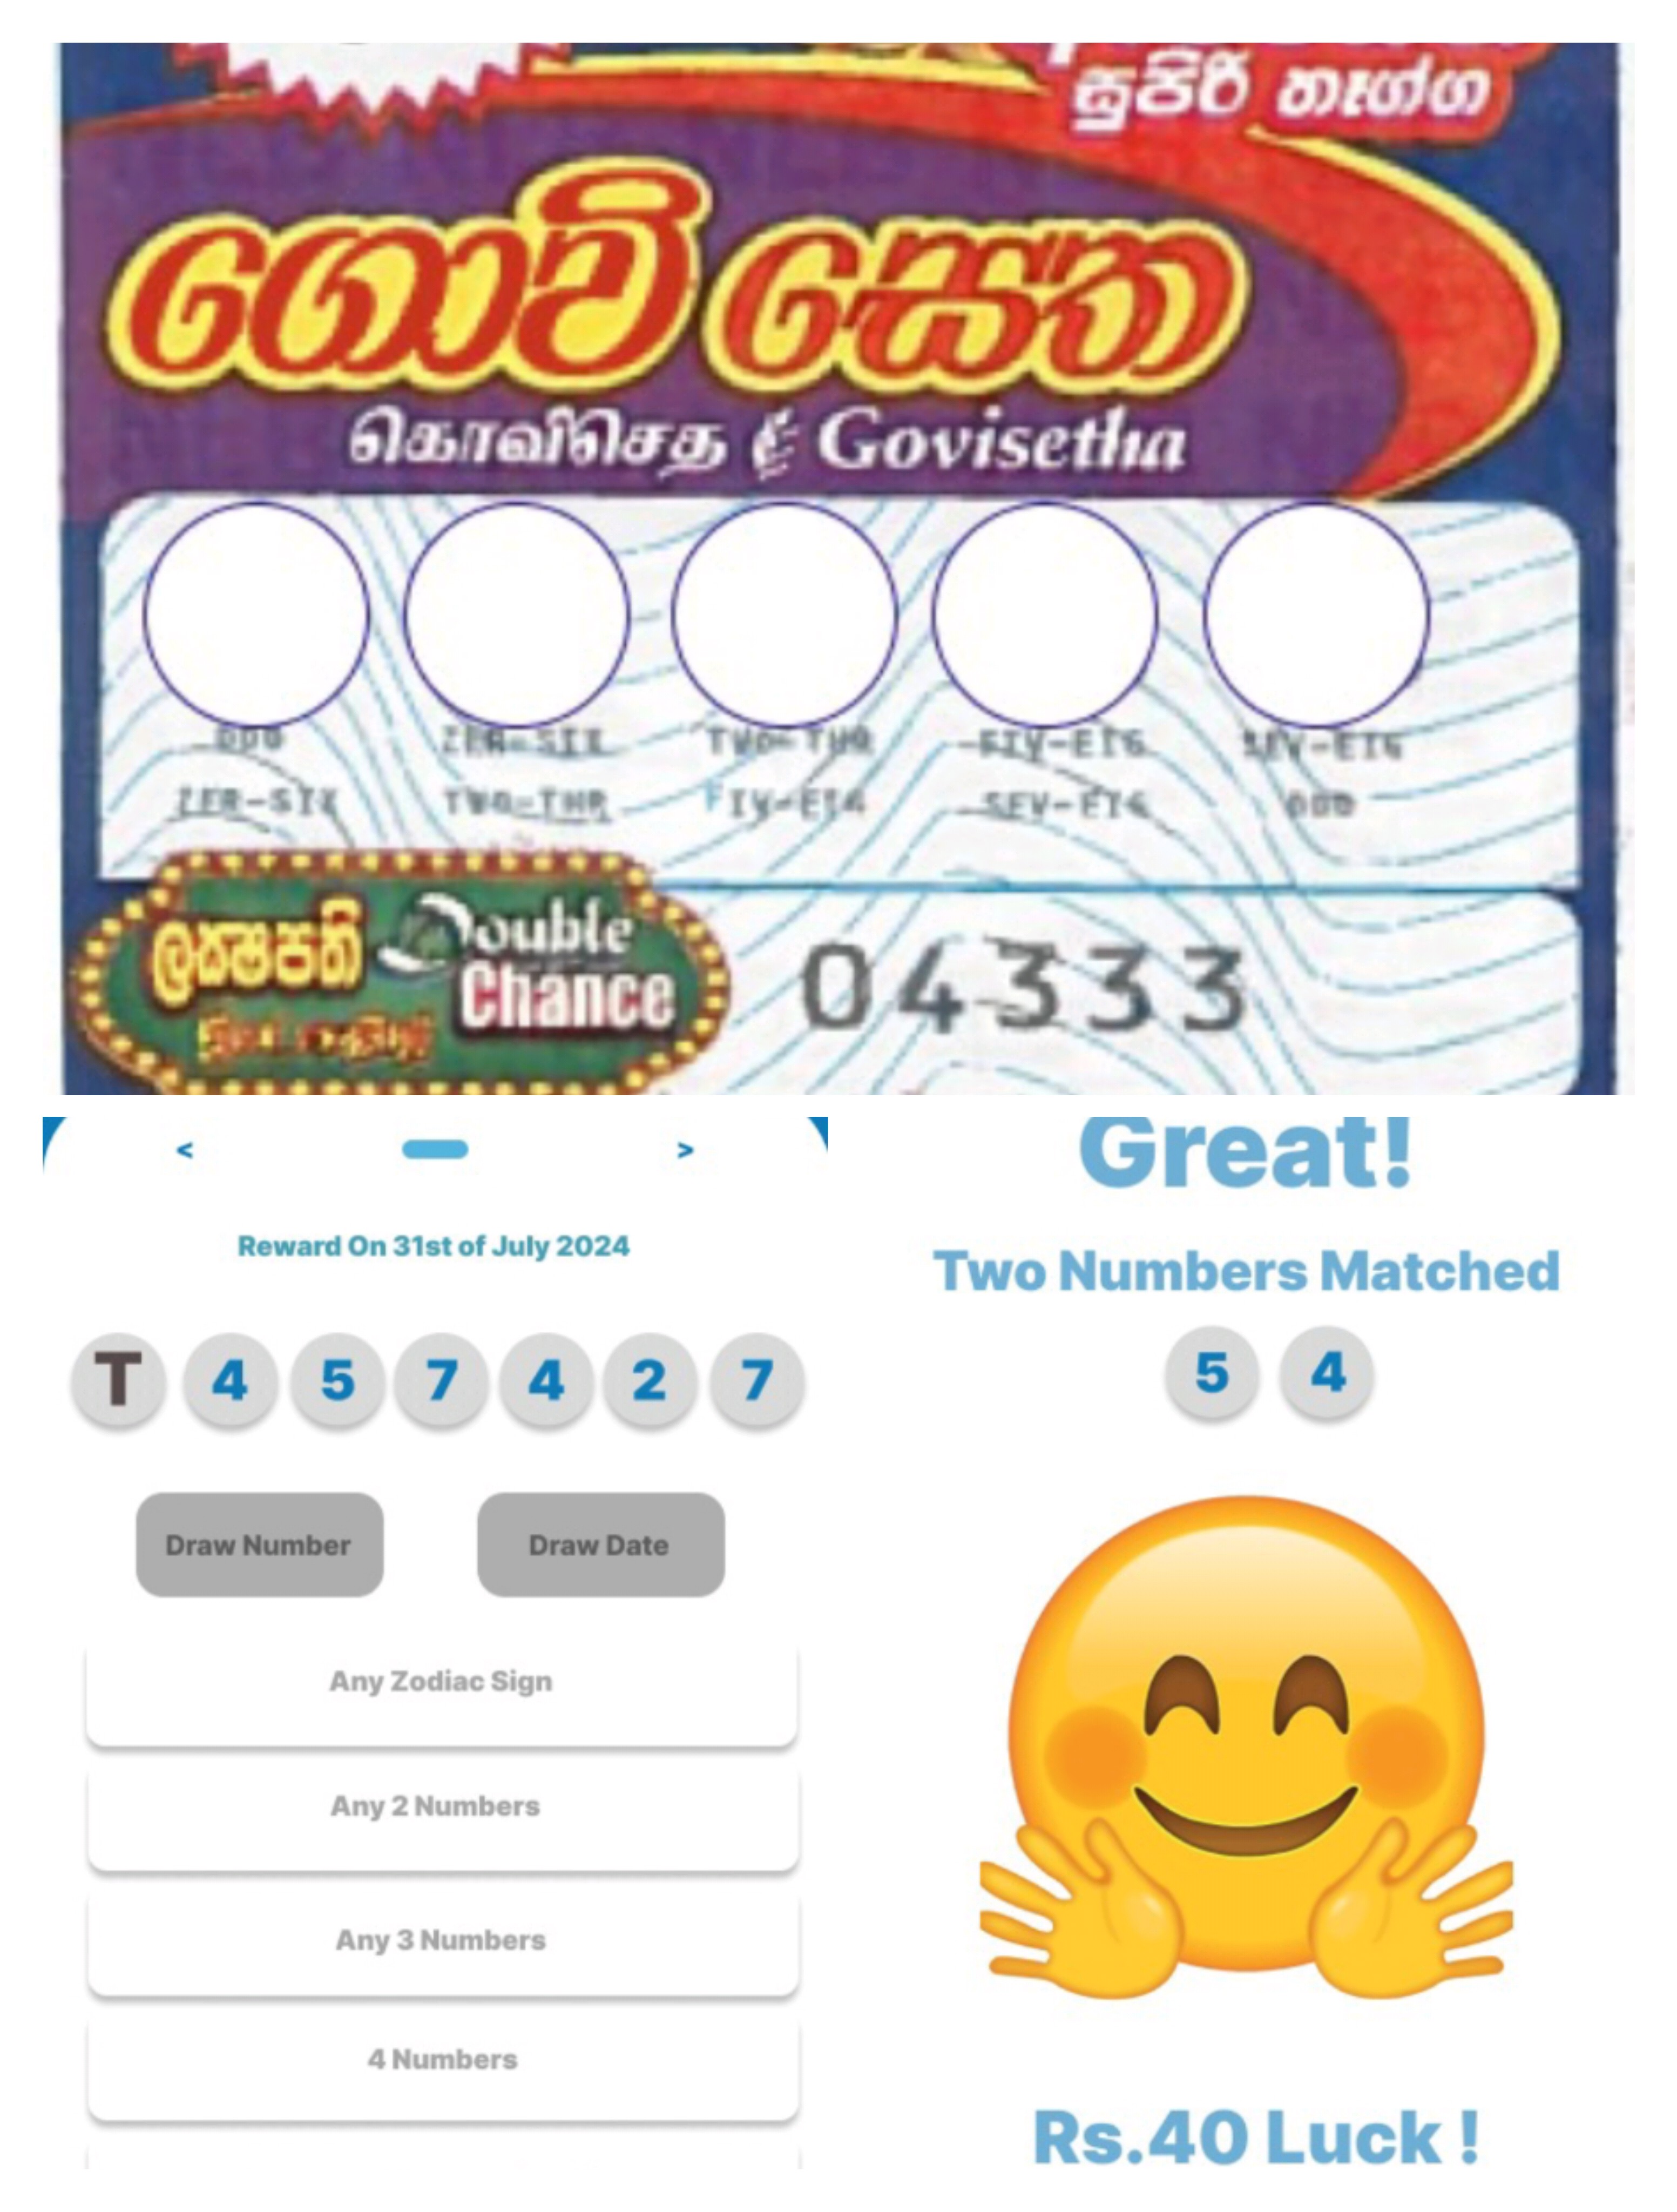 සුපිරි තෑග්ග
ගොවි සෙත
கொவிசெத Govisetha
ODD ZER-SIX TWO-THR FIV-EIG SEV-EIG
ZER-SIX TWO-THR FIV-EIG SEV-EIG ODD
ලක්ෂපති Double
Chance
04333
< >
Reward On 31st of July 2024
T 4 5 7 4 2 7
Draw Number Draw Date
Any Zodiac Sign
Any 2 Numbers
Any 3 Numbers
4 Numbers
Great!
Two Numbers Matched
5 4
Rs.40 Luck !